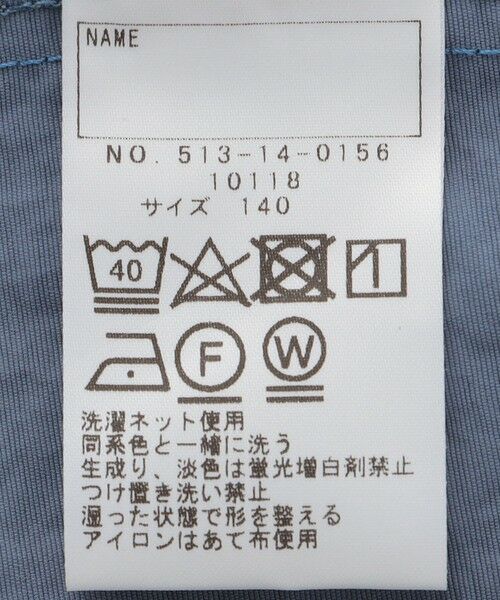 NAME
NO. 513-14-0156
10118
サイズ 140
40
F
W
洗濯ネット使用
同系色と一緒に洗う
生成り、淡色は蛍光増白剤禁止
つけ置き洗い禁止
湿った状態で形を整える
アイロンはあて布使用